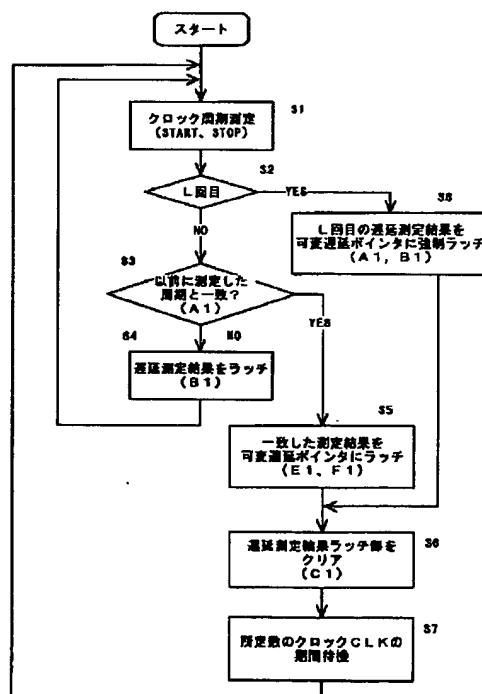 スタート
S1
クロック周期測定
(START、STOP)
S2
L回目
YES
S8
L回目の遅延測定結果を
可変遅延ポインタに強制ラッチ
(A1, B1)
NO
S3
以前に測定した
周期と一致?
(A1)
YES
S4
NO
遅延測定結果をラッチ
(B1)
S5
一致した測定結果を
可変遅延ポインタにラッチ
(E1、F1)
S6
遅延測定結果ラッチ部を
クリア
(C1)
S7
所定数のクロックCLKの
期間待機